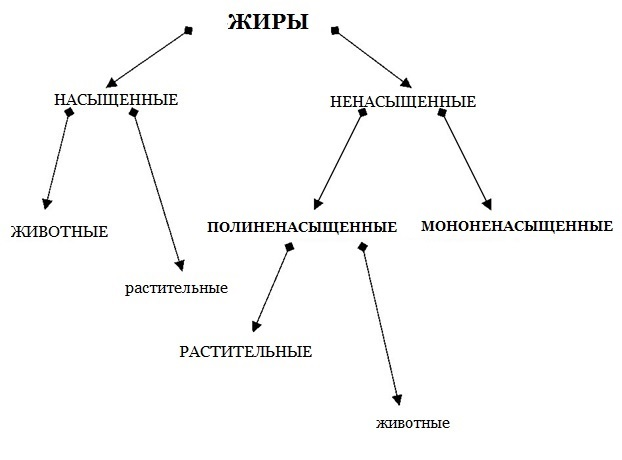 ЖИРЫ
НАСЫЩЕННЫЕ
НЕНАСЫЩЕННЫЕ
ЖИВОТНЫЕ
ПОЛИНЕНАСЫЩЕННЫЕ
МОНОНЕНАСЫЩЕННЫЕ
растительные
РАСТИТЕЛЬНЫЕ
животные